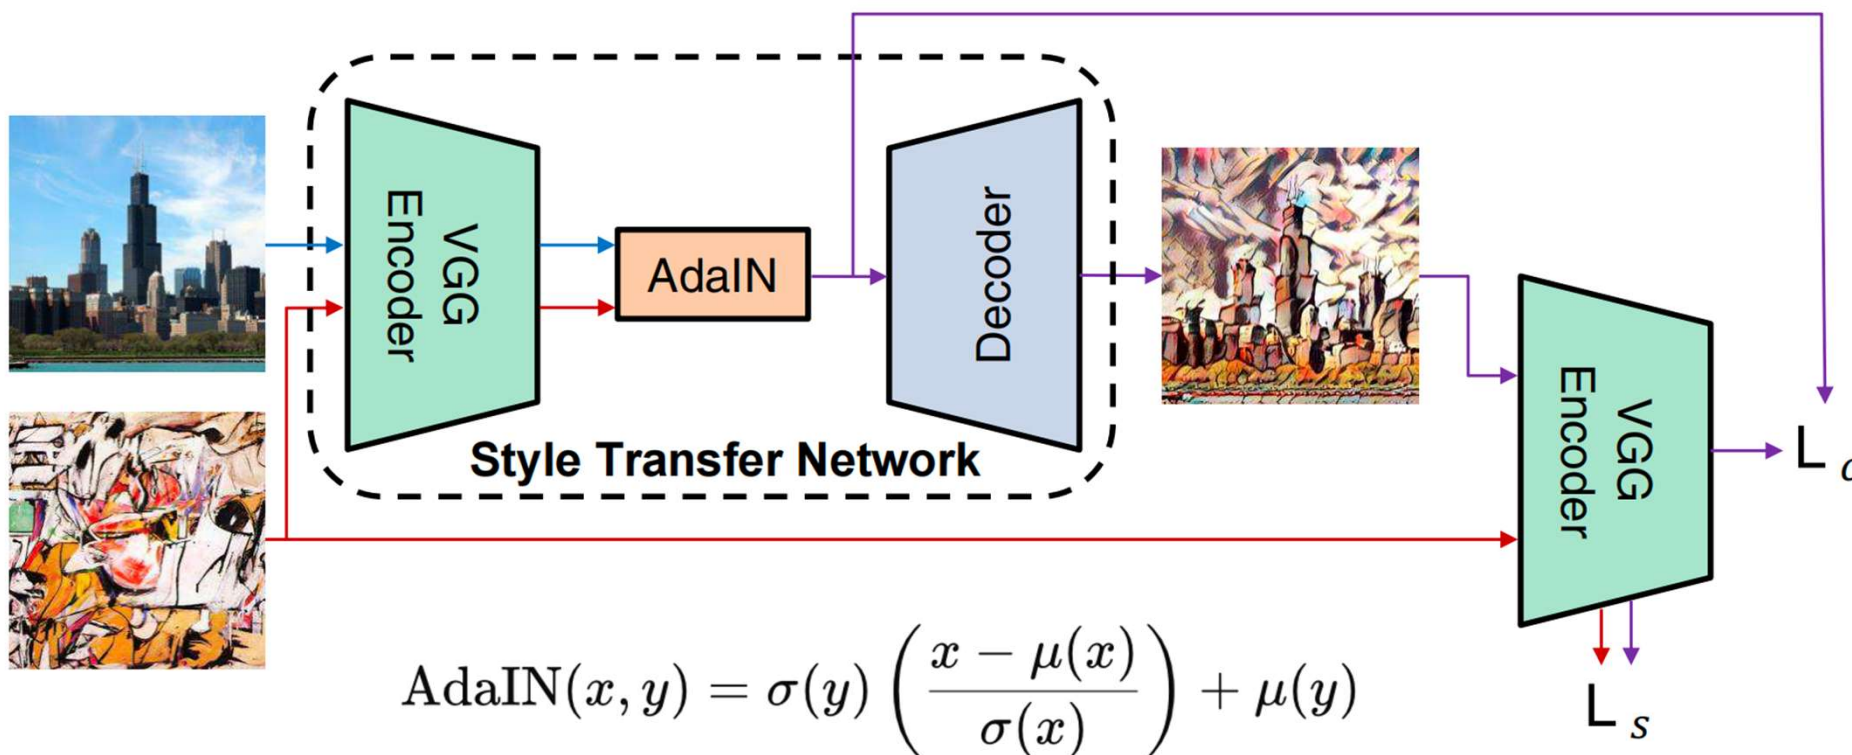 VGG
Encoder
AdaIN
Decoder
Style Transfer Network
VGG
Encoder
L c
L s
AdaIN(x, y) = σ(y) ( (x − μ(x)) / σ(x) ) + μ(y)